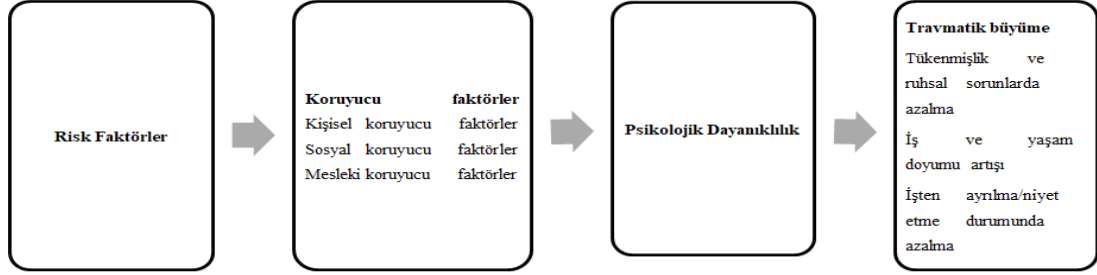 Risk Faktörler
Koruyucu faktörler
Kişisel koruyucu faktörler
Sosyal koruyucu faktörler
Mesleki koruyucu faktörler
Psikolojik Dayanıklılık
Travmatik büyüme
Tükenmişlik ve
ruhsal sorunlarda
azalma
İş ve yaşam
doyumu artışı
İşten ayrılma/niyet
etme durumunda
azalma